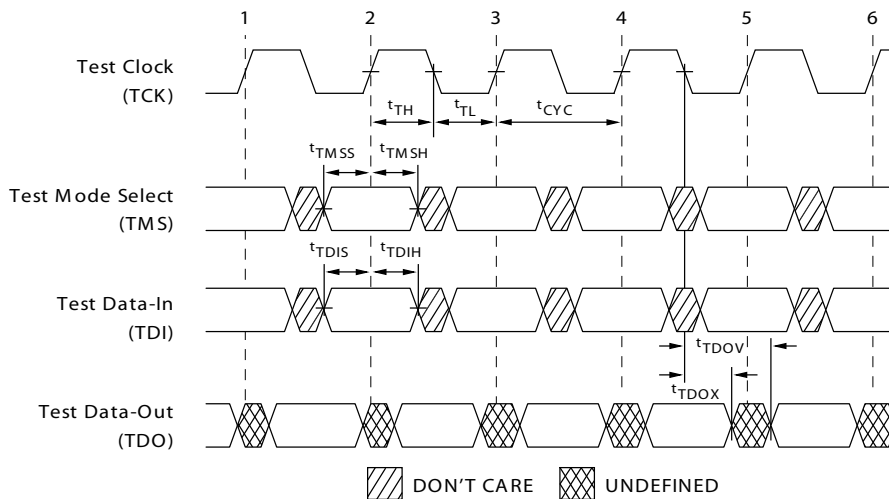 1 2 3 4 5 6
Test Clock
(TCK)
tTH tTL tCYC
tTMSS tTMSH
Test Mode Select
(TMS)
tTDIS tTDIH
Test Data-In
(TDI)
tTDOV
tTDOX
Test Data-Out
(TDO)
DON'T CARE UNDEFINED